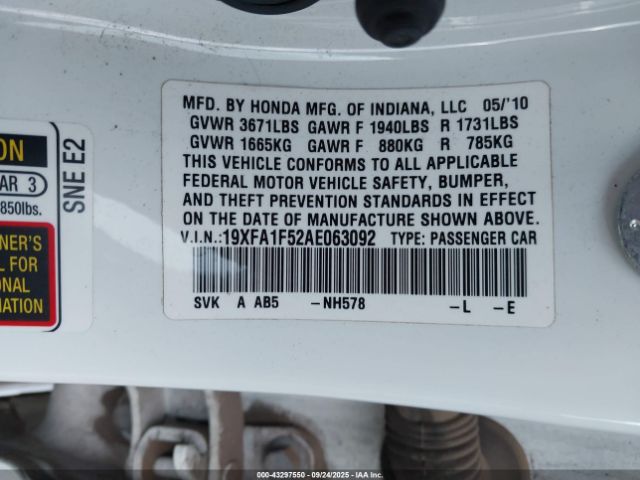 MFD. BY HONDA MFG. OF INDIANA, LLC 05/'10
GVWR 3671LBS GAWR F 1940LBS R 1731LBS
GVWR 1665KG GAWR F 880KG R 785KG
THIS VEHICLE CONFORMS TO ALL APPLICABLE
FEDERAL MOTOR VEHICLE SAFETY, BUMPER,
AND THEFT PREVENTION STANDARDS IN EFFECT
ON THE DATE OF MANUFACTURE SHOWN ABOVE.
V.I.N.:19XFA1F52AE063092 TYPE: PASSENGER CAR
SVK A AB5 -NH578 -L -E
ON
AR 3
850lbs.
SNE E2
NER'S
L FOR
ONAL
MATION
000-43297550 - 09/24/2025 - IAA Inc.